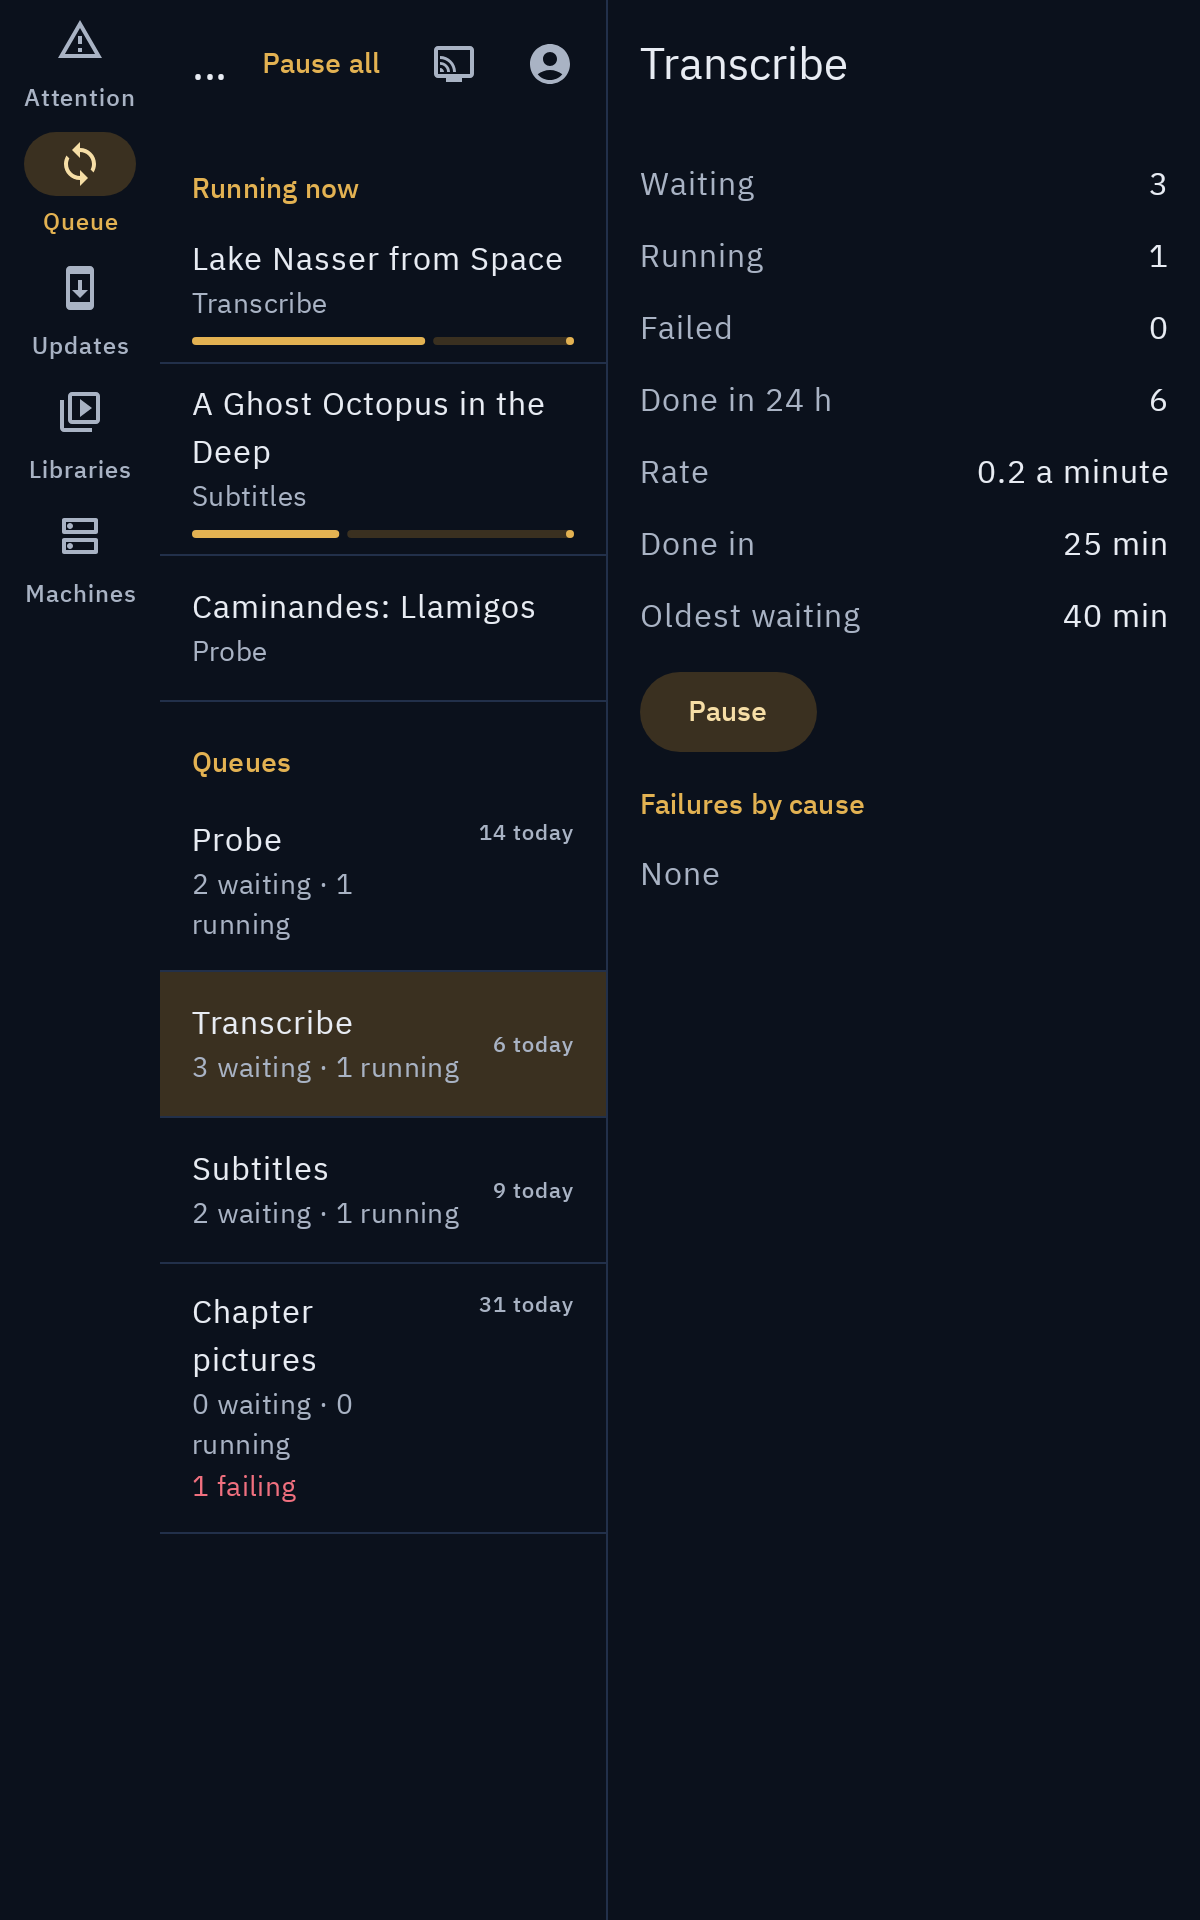 Attention
Queue
Updates
Libraries
Machines
... Pause all
Running now
Lake Nasser from Space
Transcribe
A Ghost Octopus in the
Deep
Subtitles
Caminandes: Llamigos
Probe
Queues
Probe 14 today
2 waiting · 1
running
Transcribe
6 today
3 waiting · 1 running
Subtitles
9 today
2 waiting · 1 running
Chapter 31 today
pictures
0 waiting · 0
running
1 failing
Transcribe
Waiting 3
Running 1
Failed 0
Done in 24 h 6
Rate 0.2 a minute
Done in 25 min
Oldest waiting 40 min
Pause
Failures by cause
None